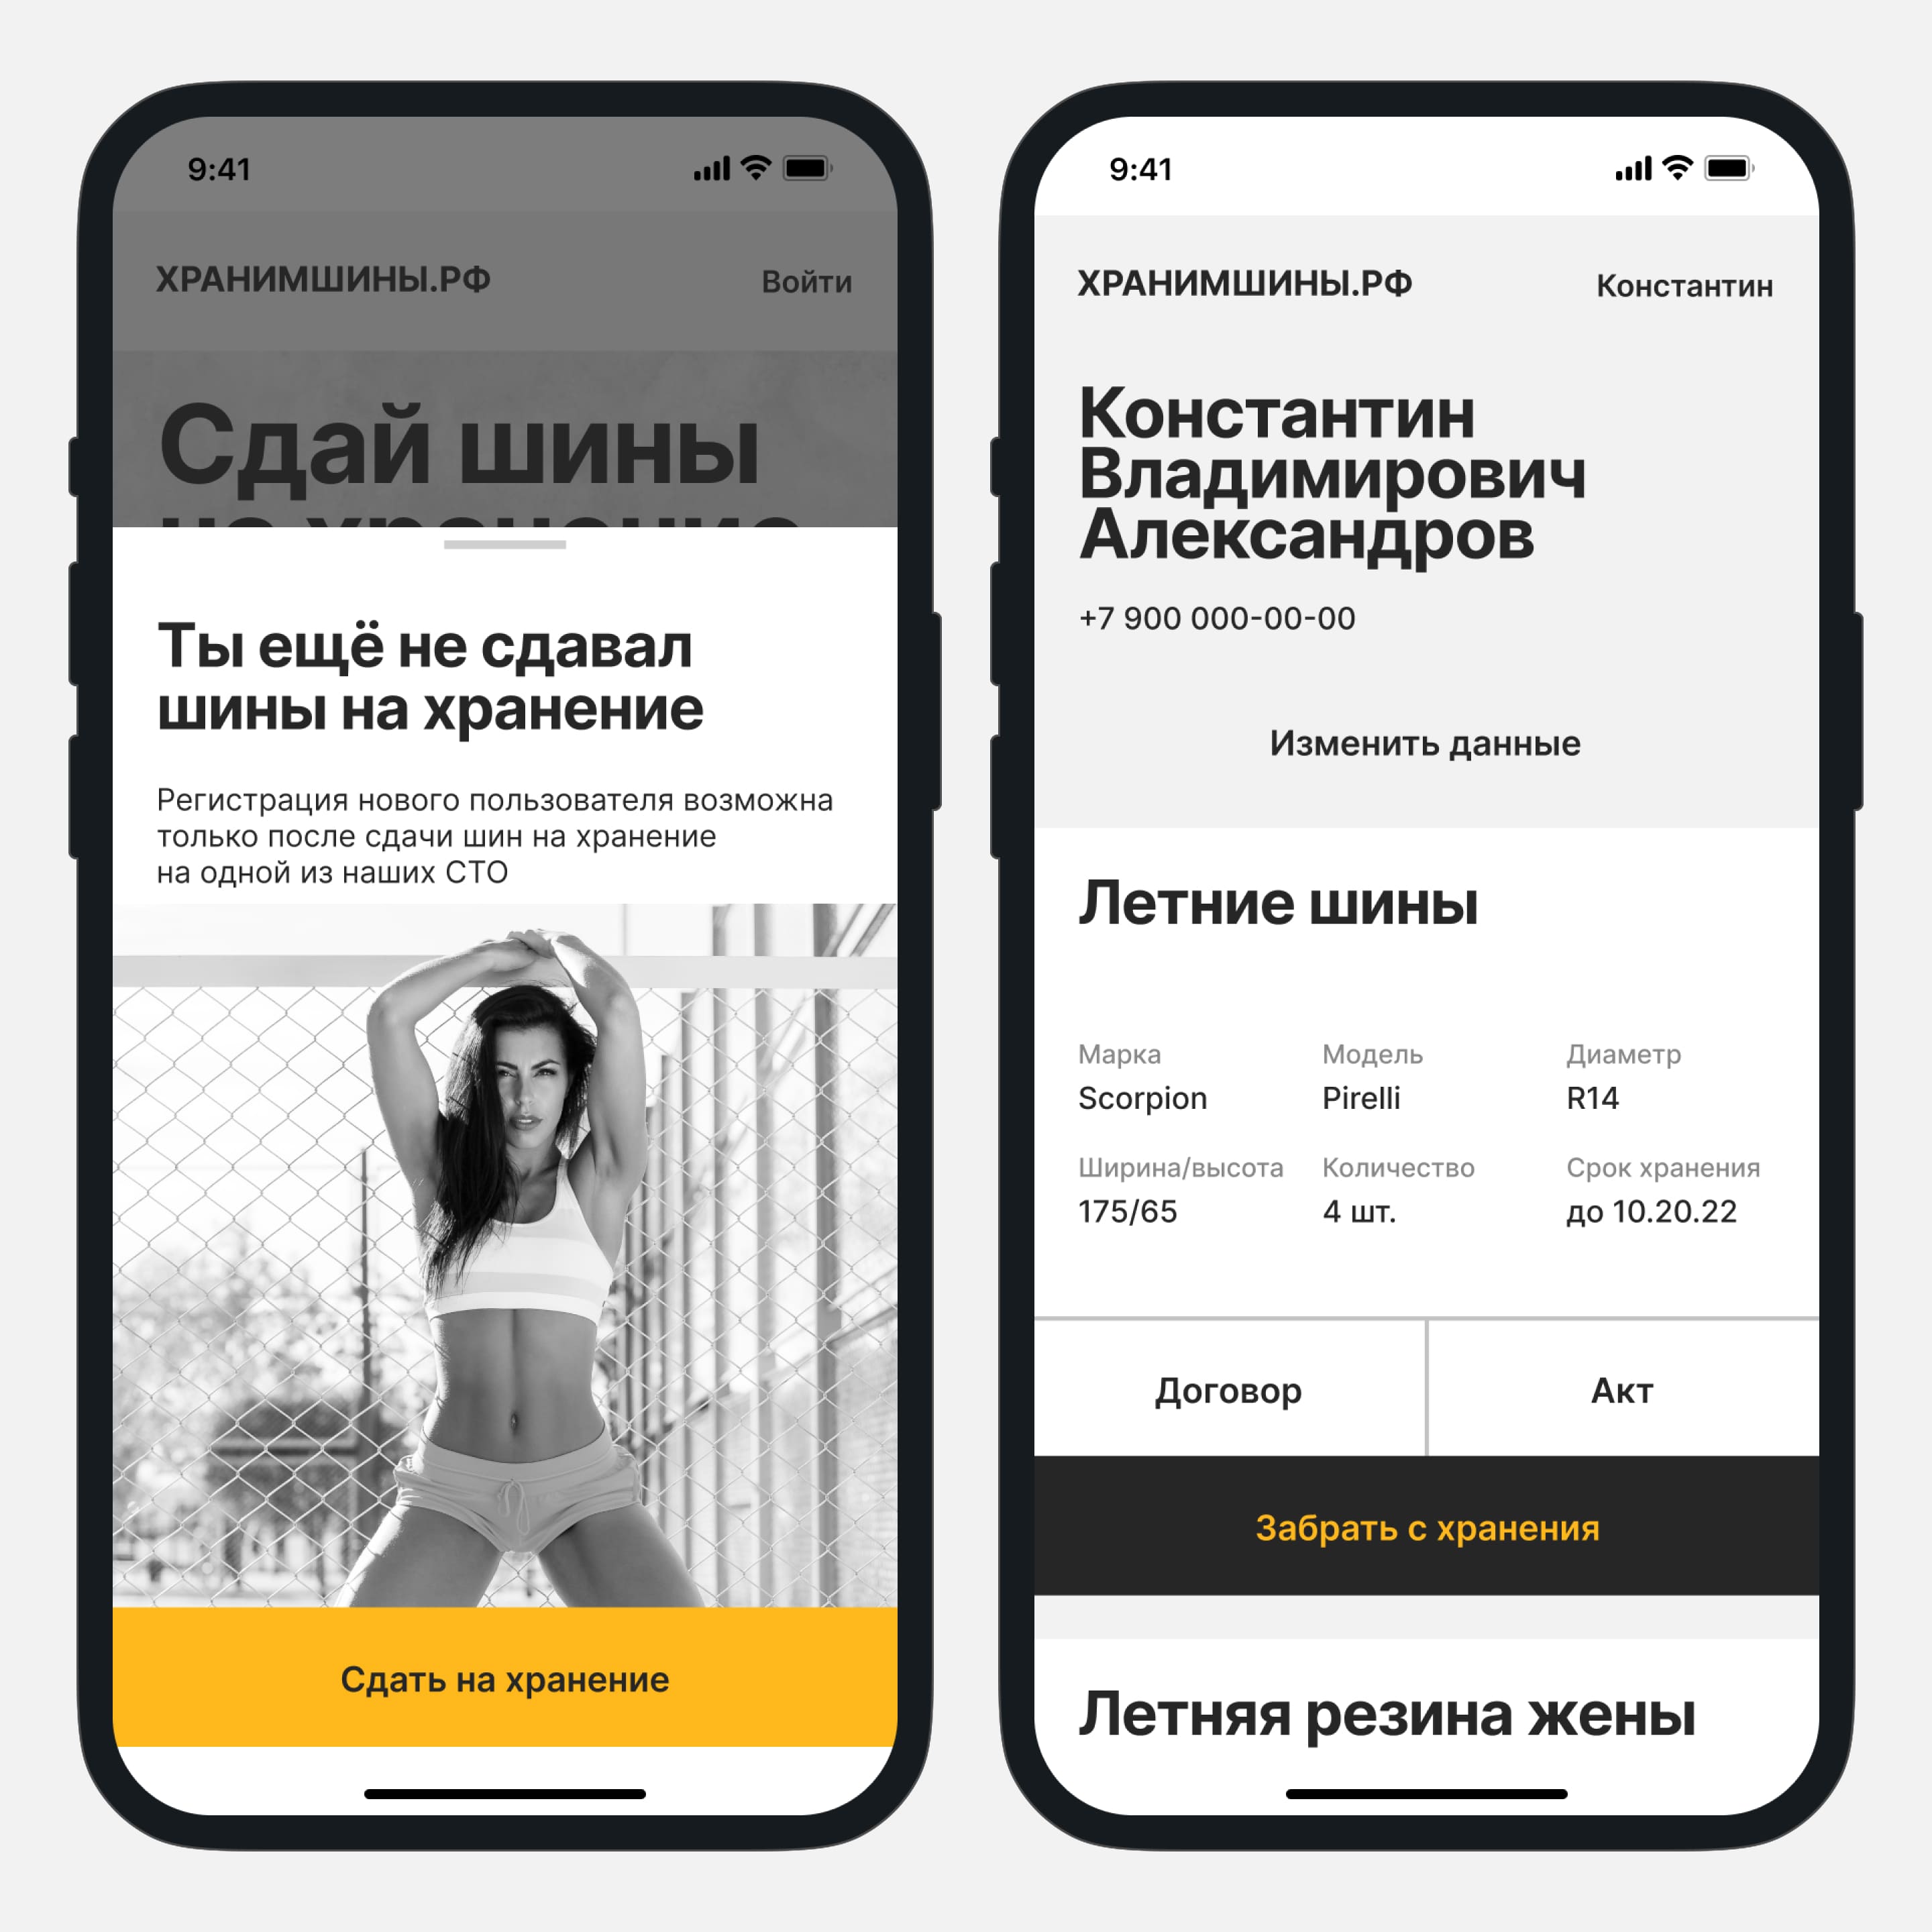 9:41
ХРАНИМШИНЫ.РФ
Войти
Сдай шины
на хранение
Ты ещё не сдавал
шины на хранение
Регистрация нового пользователя возможна
только после сдачи шин на хранение
на одной из наших СТО
Сдать на хранение
9:41
ХРАНИМШИНЫ.РФ
Константин
Константин
Владимирович
Александров
+7 900 000-00-00
Изменить данные
Летние шины
Марка
Модель
Диаметр
Scorpion
Pirelli
R14
Ширина/высота
Количество
Срок хранения
175/65
4 шт.
до 10.20.22
Договор
Акт
Забрать с хранения
Летняя резина жены